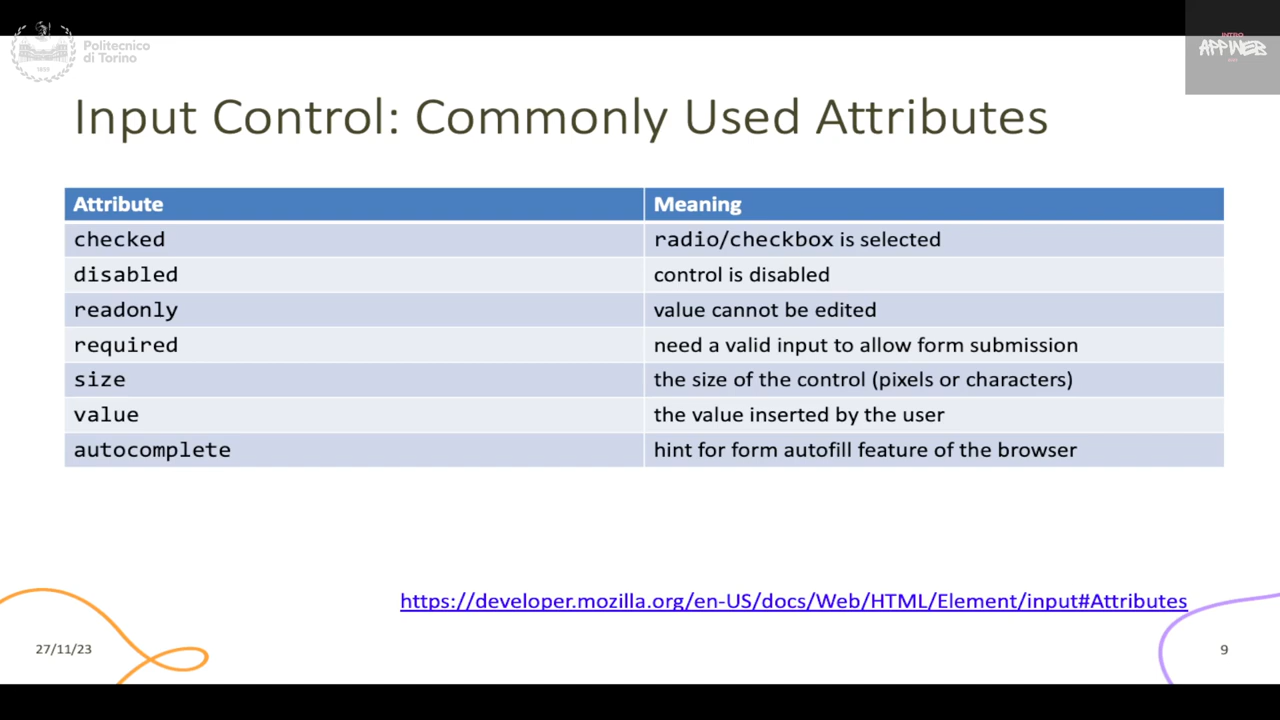 Politecnico
di Torino
INTRO
APPWEB
Input Control: Commonly Used Attributes
Attribute Meaning
checked radio/checkbox is selected
disabled control is disabled
readonly value cannot be edited
required need a valid input to allow form submission
size the size of the control (pixels or characters)
value the value inserted by the user
autocomplete hint for form autofill feature of the browser
https://developer.mozilla.org/en-US/docs/Web/HTML/Element/input#Attributes
27/11/23
9